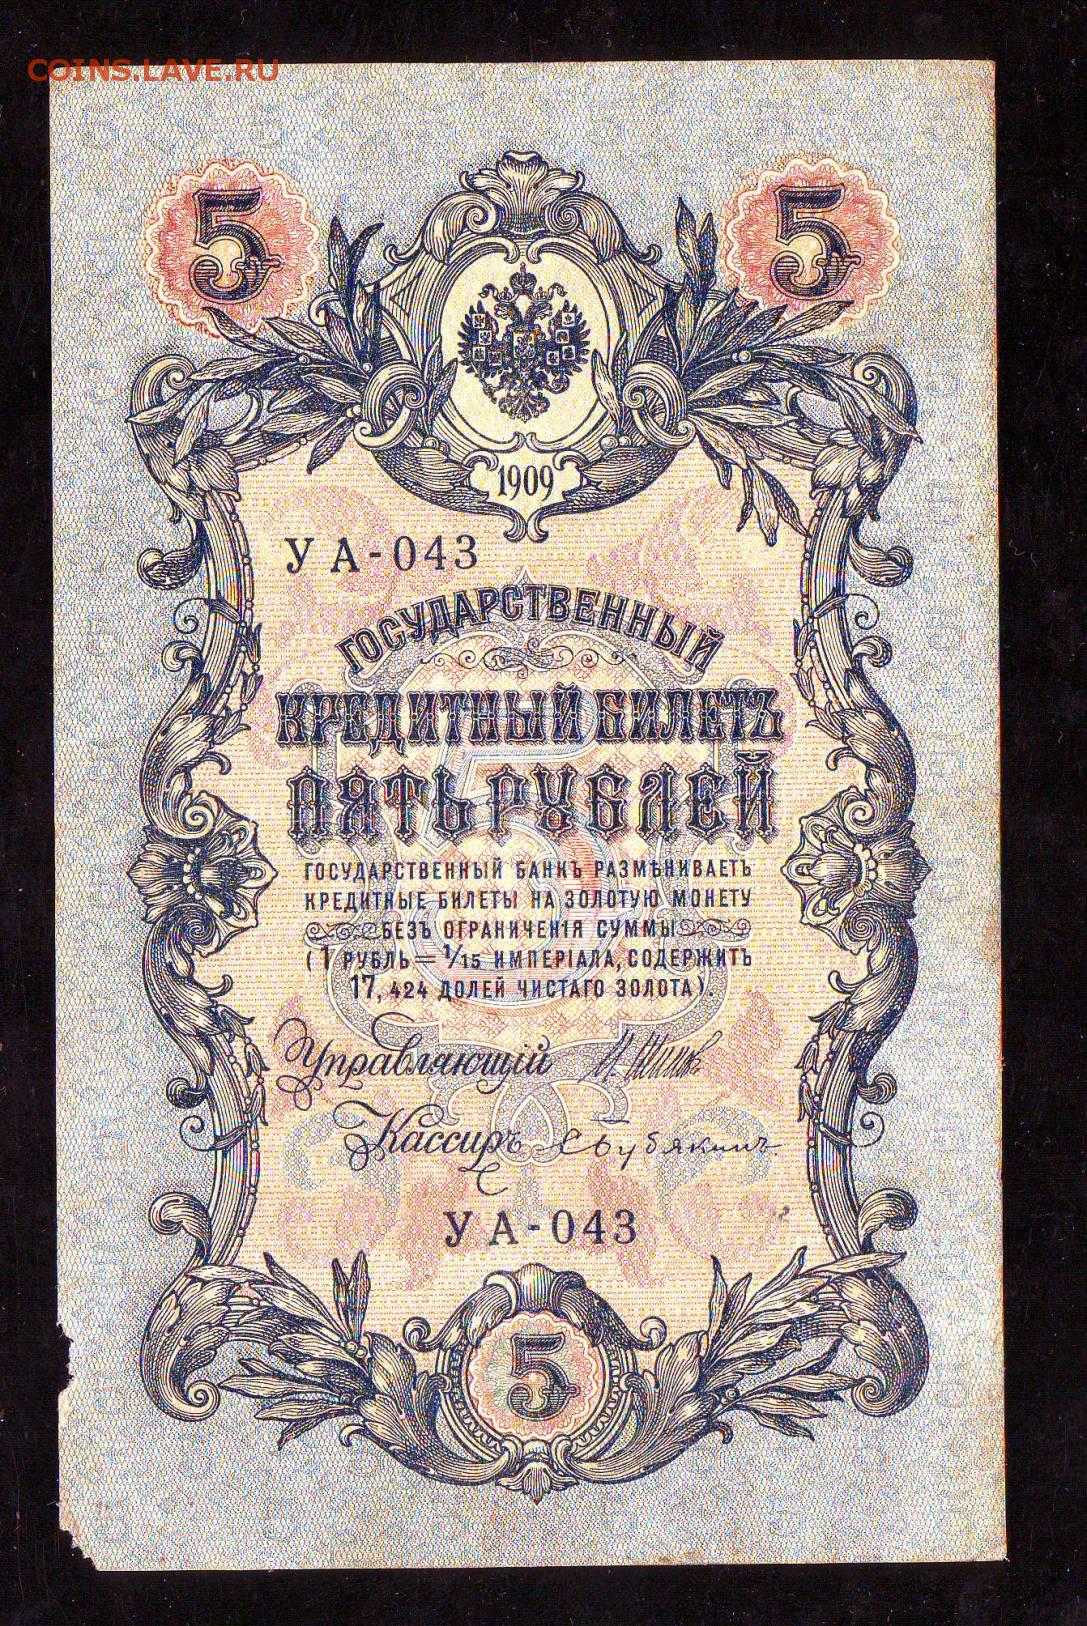 COINS.LAVE.RU
5 5
1909
УА-043
ГОСУДАРСТВЕННЫЙ
КРЕДИТНЫЙ БИЛЕТЪ
ПЯТЬ РУБЛЕЙ
ГОСУДАРСТВЕННЫЙ БАНКЪ РАЗМѢНИВАЕТЪ
КРЕДИТНЫЕ БИЛЕТЫ НА ЗОЛОТУЮ МОНЕТУ
БЕЗЪ ОГРАНИЧЕНІЯ СУММЫ
(1 РУБЛЬ = 1/15 ИМПЕРІАЛА, СОДЕРЖИТЪ
17,424 ДОЛЕЙ ЧИСТАГО ЗОЛОТА).
Управляющій И. Шиповъ
Кассиръ С Бубякинъ
УА-043
5